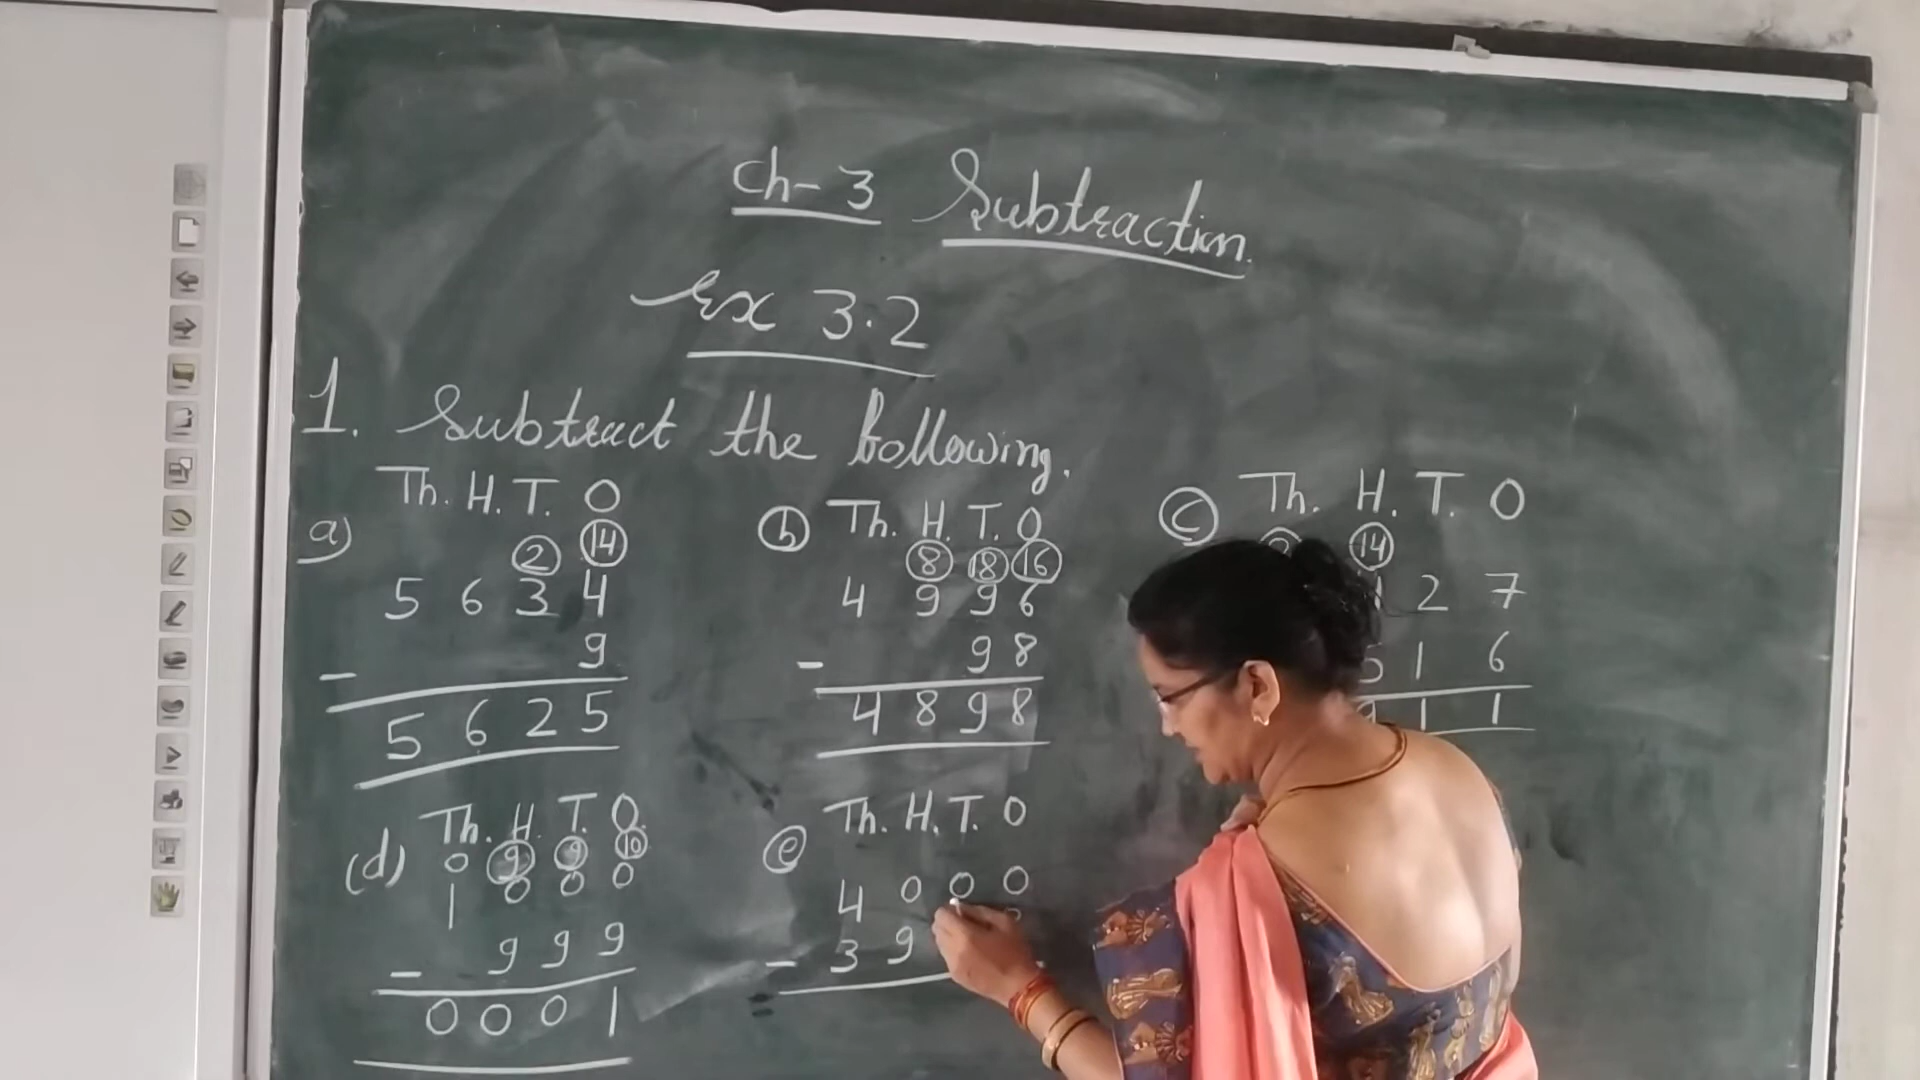 Ch-3 Subtraction.
Ex 3.2
1. Subtract the following.
a) Th. H. T. O
2 14
5 6 3 4
- 9
5 6 2 5
b Th. H. T. O
8 18 16
4 9 9 6
- 9 8
4 8 9 8
c Th. H. T. O
14
2 7
5 1 6
1 1
(d) Th. H. T. O.
0 9 9 10
1 0 0 0
- 9 9 9
0 0 0 1
e Th. H. T. O
4 0 0 0
- 3 9